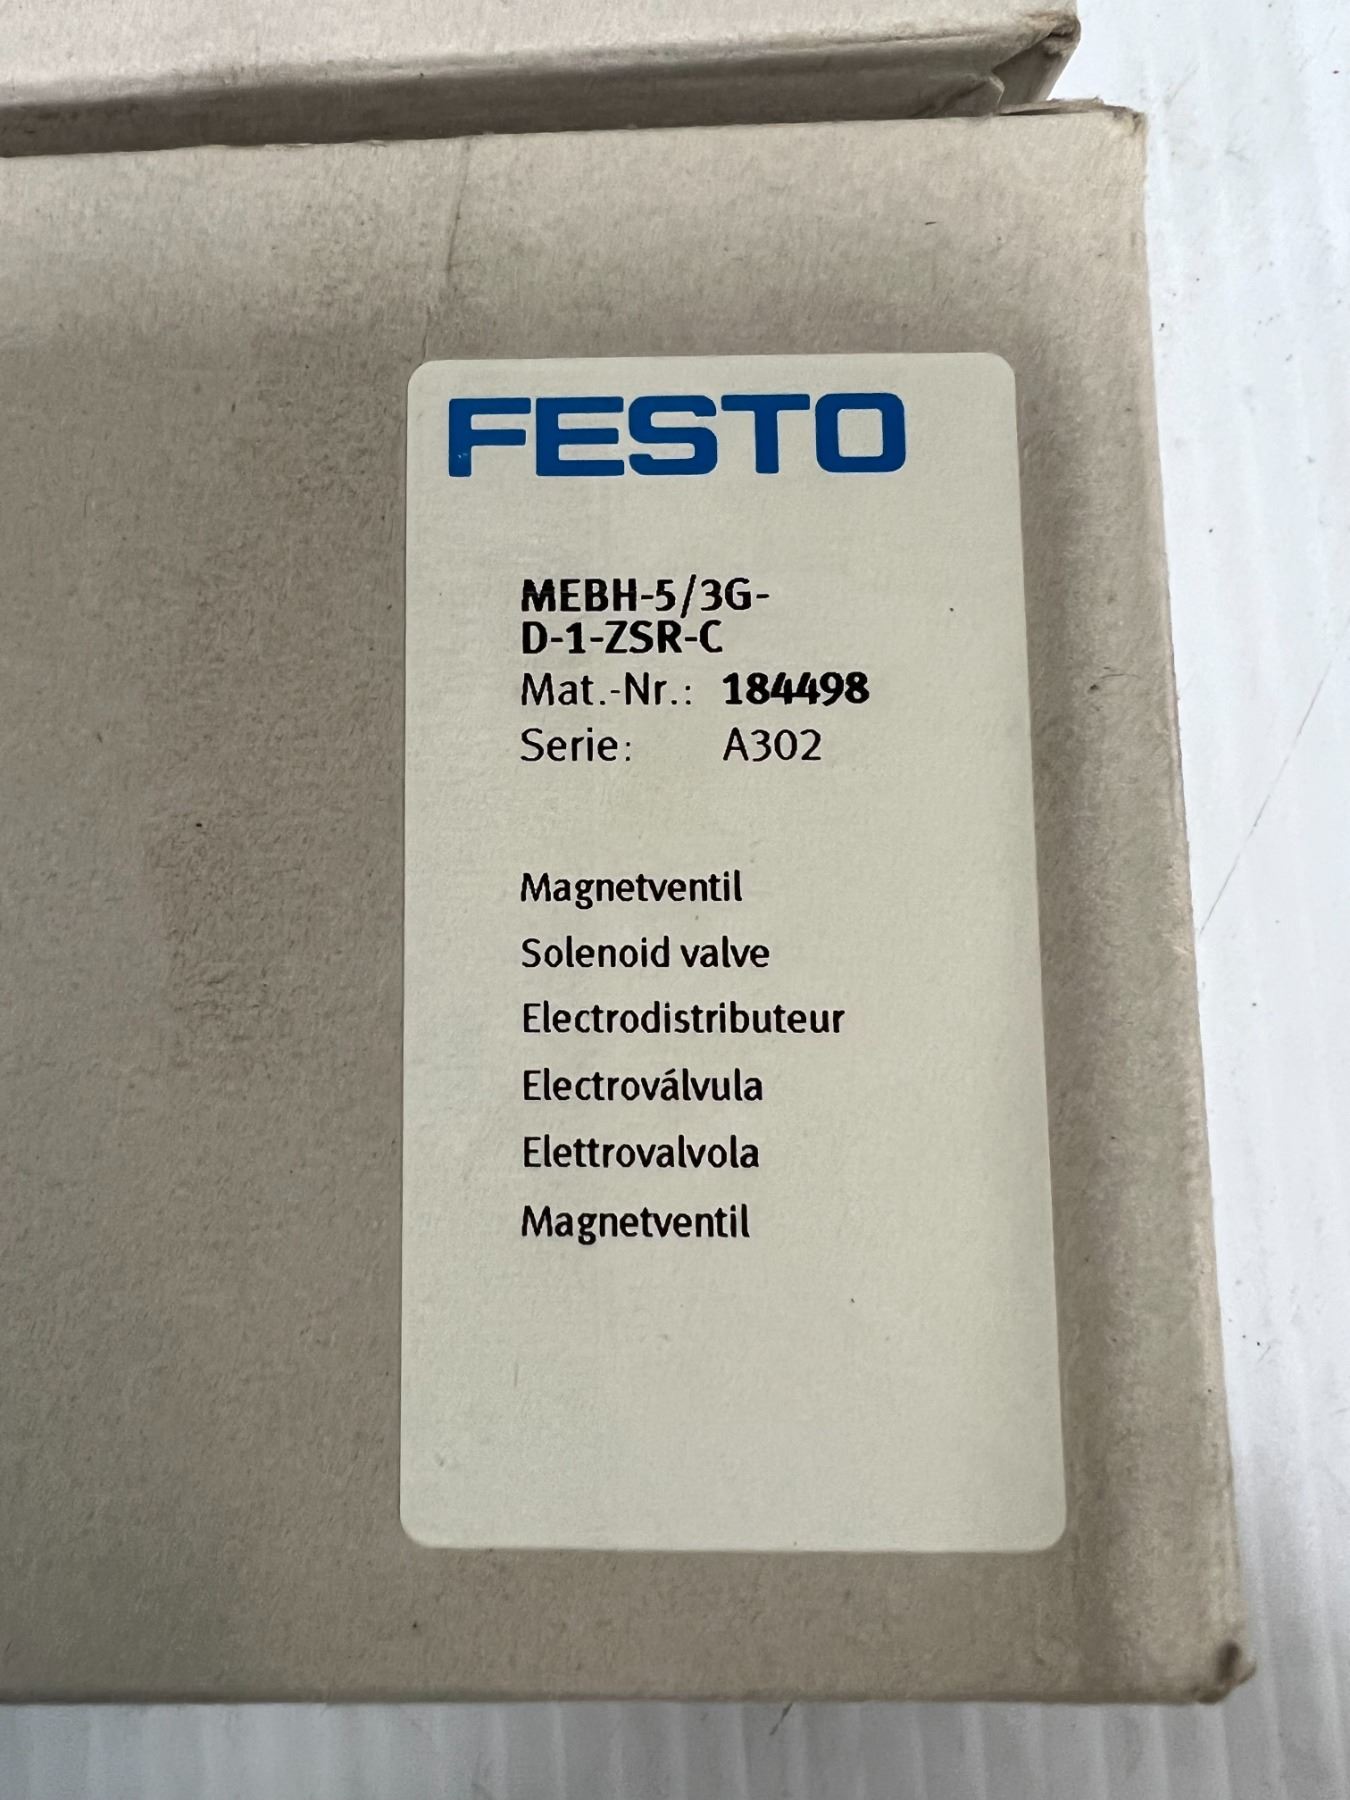 FESTO
MEBH-5/3G-
D-1-ZSR-C
Mat.-Nr.: 184498
Serie: A302
Magnetventil
Solenoid valve
Electrodistributeur
Electroválvula
Elettrovalvola
Magnetventil